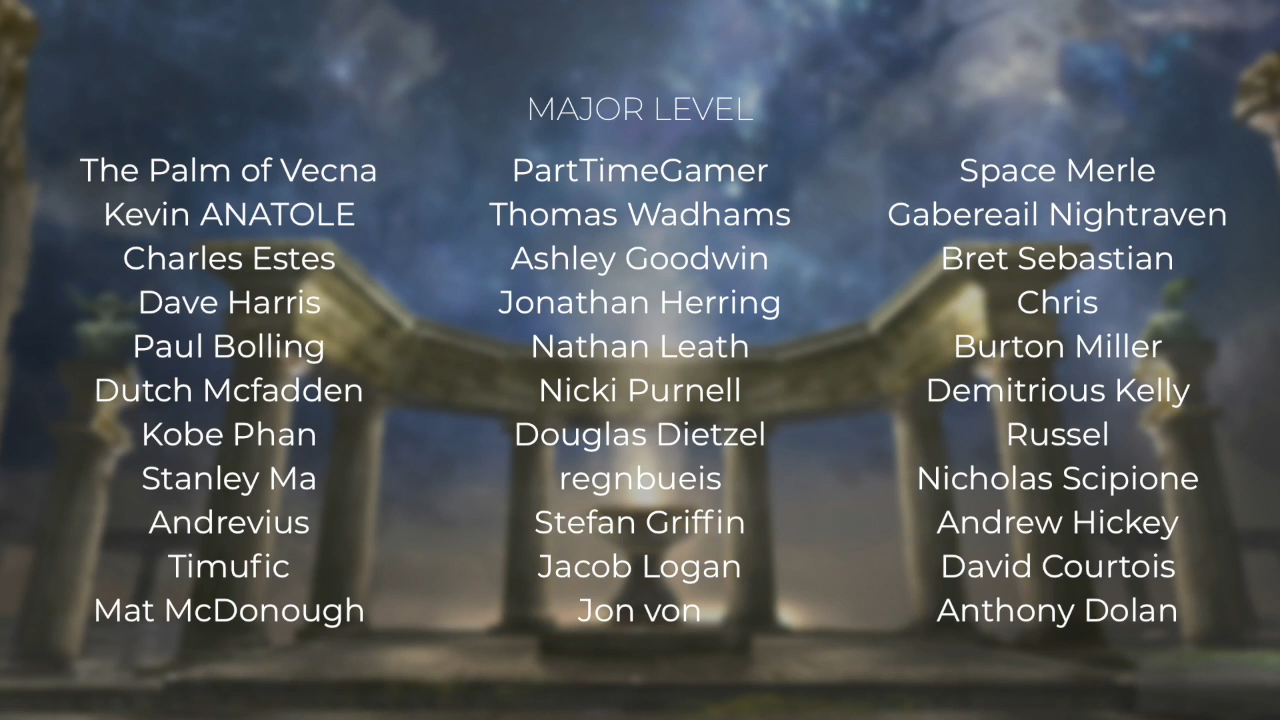 MAJOR LEVEL
The Palm of Vecna
Kevin ANATOLE
Charles Estes
Dave Harris
Paul Bolling
Dutch Mcfadden
Kobe Phan
Stanley Ma
Andrevius
Timufic
Mat McDonough
PartTimeGamer
Thomas Wadhams
Ashley Goodwin
Jonathan Herring
Nathan Leath
Nicki Purnell
Douglas Dietzel
regnbueis
Stefan Griffin
Jacob Logan
Jon von
Space Merle
Gabereail Nightraven
Bret Sebastian
Chris
Burton Miller
Demitrious Kelly
Russel
Nicholas Scipione
Andrew Hickey
David Courtois
Anthony Dolan